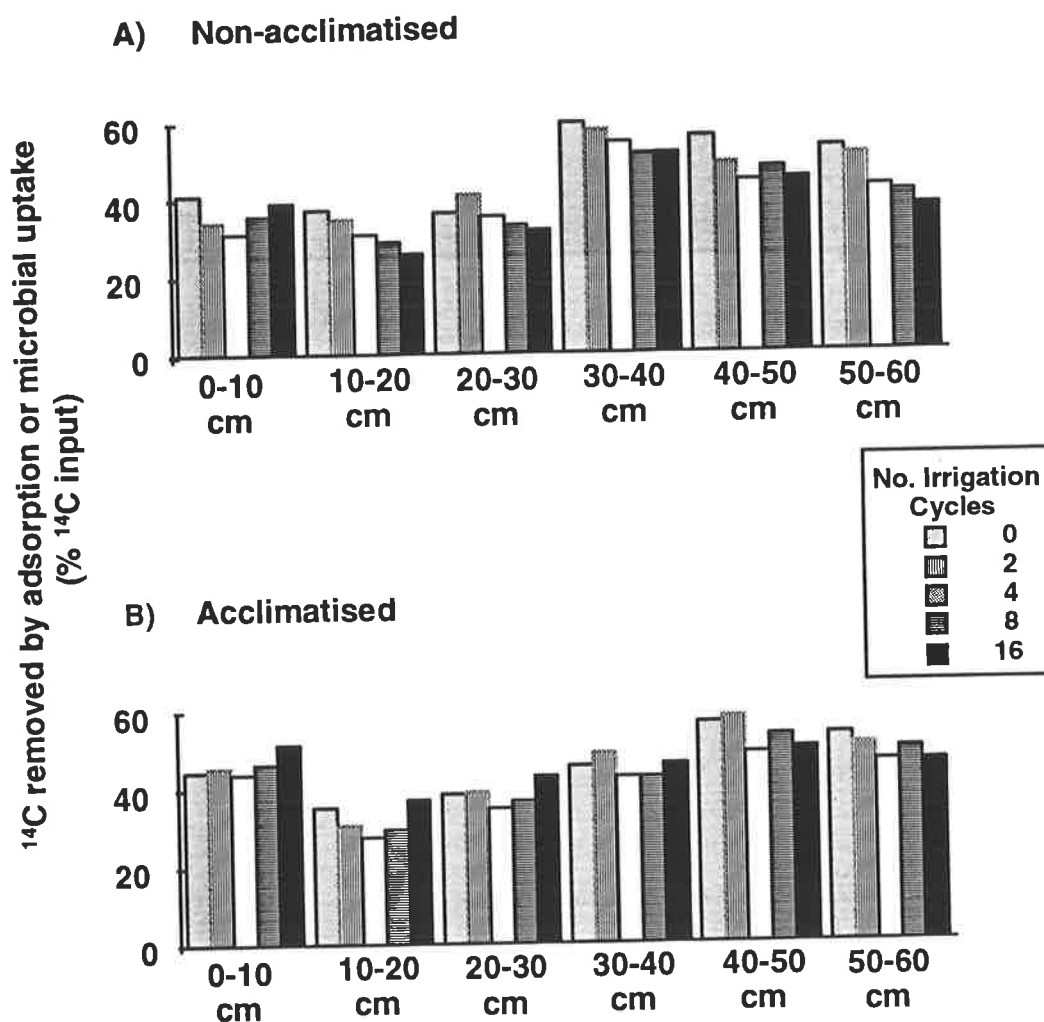 A) Non-acclimatised
¹⁴C removed by adsorption or microbial uptake
(% ¹⁴C input)
60
40
20
0
0-10
cm
10-20
cm
20-30
cm
30-40
cm
40-50
cm
50-60
cm
No. Irrigation
Cycles
0
2
4
8
16
B) Acclimatised
60
40
20
0
0-10
cm
10-20
cm
20-30
cm
30-40
cm
40-50
cm
50-60
cm